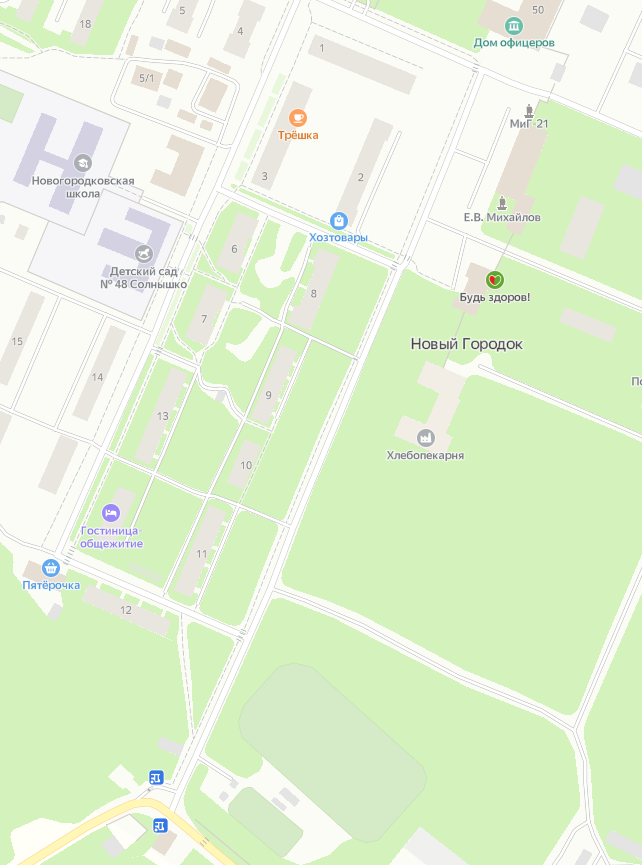 50
5
18
4
Дом офицеров
1
5/1
МиГ-21
Трёшка
3
2
Новогородковская
школа
Е.В. Михайлов
Хозтовары
6
Детский сад
№ 48 Солнышко
8
Будь здоров!
7
15
Новый Городок
14
По
9
13
Хлебопекарня
10
Гостиница-
общежитие
11
Пятёрочка
12